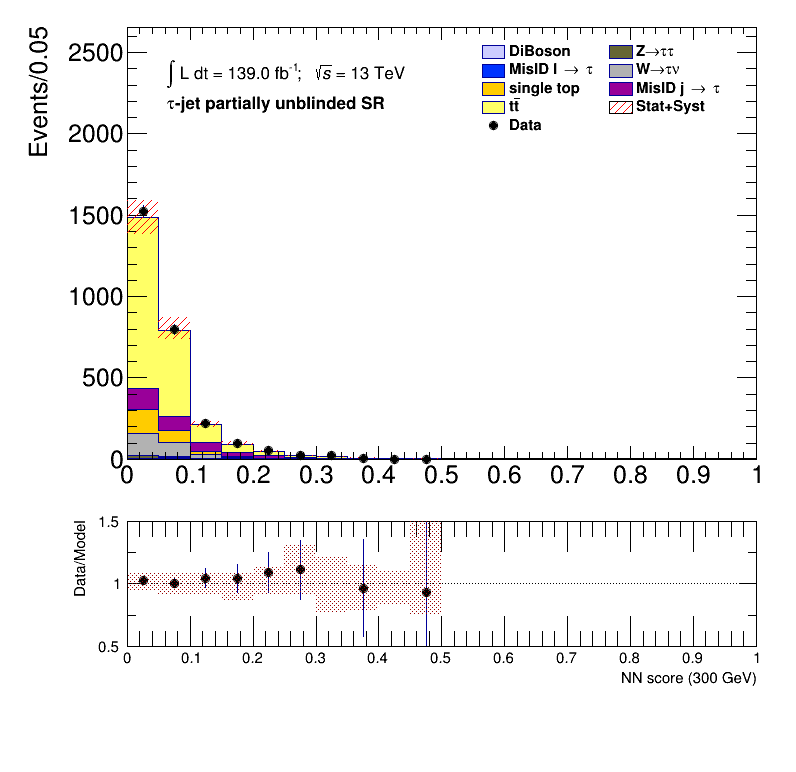 2500
2000
1500
1000
500
0
Events/0.05
∫ L dt = 139.0 fb⁻¹; √s = 13 TeV
τ-jet partially unblinded SR
DiBoson
MisID l → τ
single top
tt̄
Data
Z→ττ
W→τν
MisID j → τ
Stat+Syst
0 0.1 0.2 0.3 0.4 0.5 0.6 0.7 0.8 0.9 1
1.5
1
0.5
Data/Model
0 0.1 0.2 0.3 0.4 0.5 0.6 0.7 0.8 0.9 1
NN score (300 GeV)